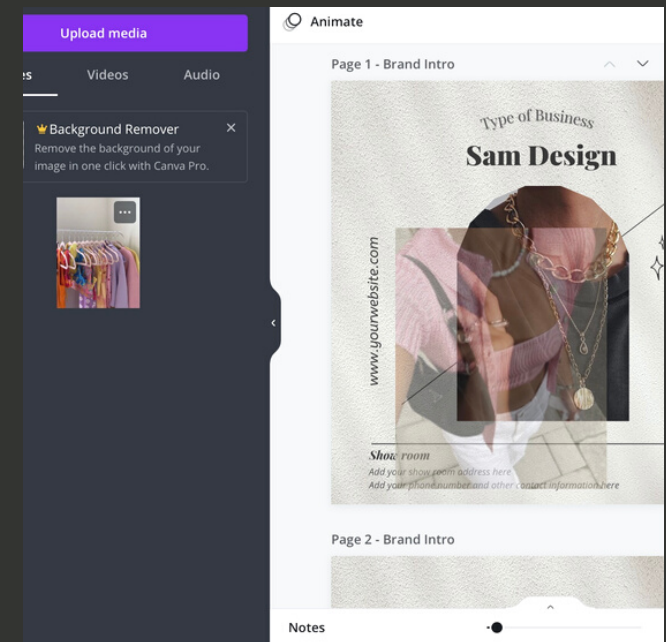 Upload media
Videos
Audio
Background Remover
Remove the background of your
image in one click with Canva Pro.
Animate
Page 1 - Brand Intro
Type of Business
Sam Design
www.yourwebsite.com
Show room
Add your show room address here
Add your phone number and other contact information here
Page 2 - Brand Intro
Notes